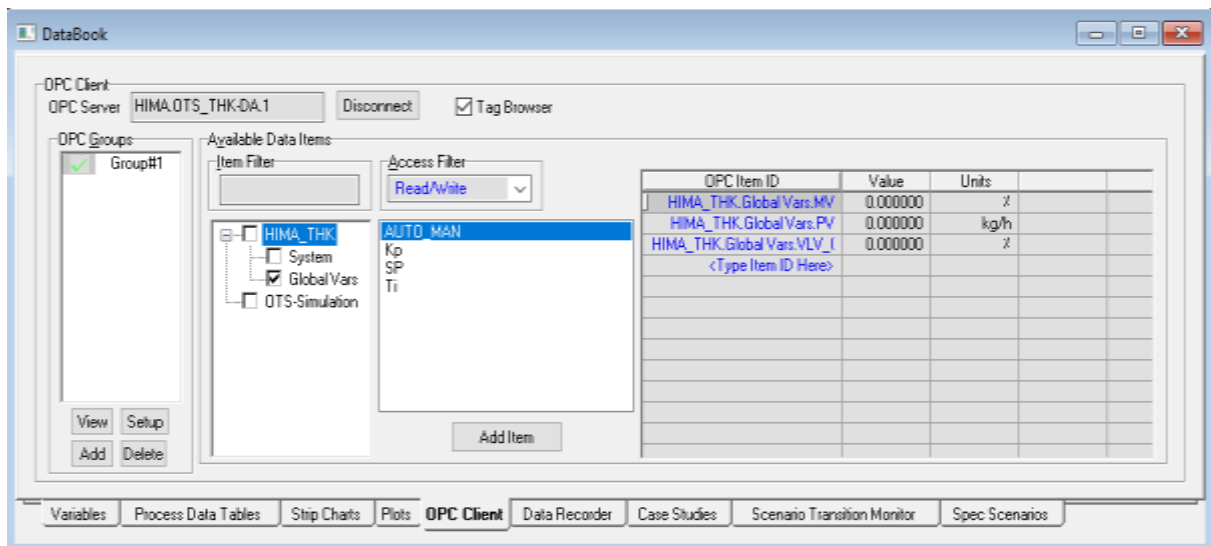 DataBook
OPC Client
OPC Server HIMA.OTS_THK-DA.1 Disconnect Tag Browser
OPC Groups
Group#1
View Setup
Add Delete
Available Data Items
Item Filter
Access Filter
Read/Write
HIMA_THK
System
Global Vars
OTS-Simulation
AUTO_MAN
Kp
SP
Ti
Add Item
OPC Item ID Value Units
HIMA_THK.Global Vars.MV 0.000000 %
HIMA_THK.Global Vars.PV 0.000000 kg/h
HIMA_THK.Global Vars.VLV_( 0.000000 %
<Type Item ID Here>
Variables Process Data Tables Strip Charts Plots OPC Client Data Recorder Case Studies Scenario Transition Monitor Spec Scenarios